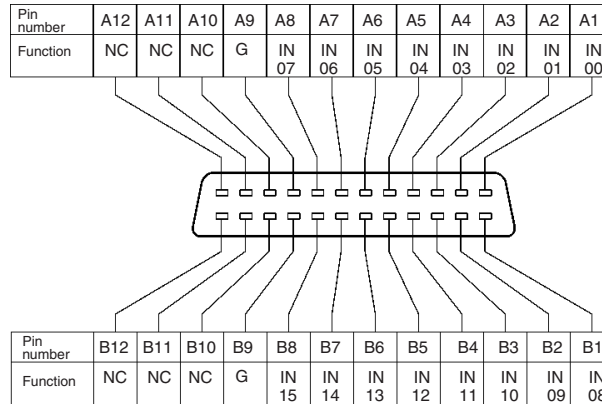 Pin number A12 A11 A10 A9 A8 A7 A6 A5 A4 A3 A2 A1
Function NC NC NC G IN 07 IN 06 IN 05 IN 04 IN 03 IN 02 IN 01 IN 00
Pin number B12 B11 B10 B9 B8 B7 B6 B5 B4 B3 B2 B1
Function NC NC NC G IN 15 IN 14 IN 13 IN 12 IN 11 IN 10 IN 09 IN 08